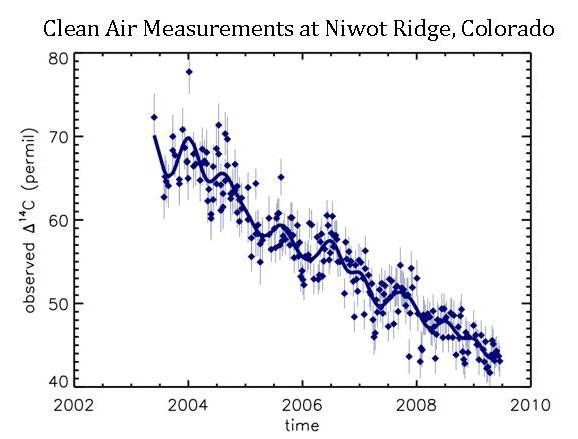 Clean Air Measurements at Niwot Ridge, Colorado
80
70
60
50
40
observed Δ¹⁴C (permil)
2002 2004 2006 2008 2010
time